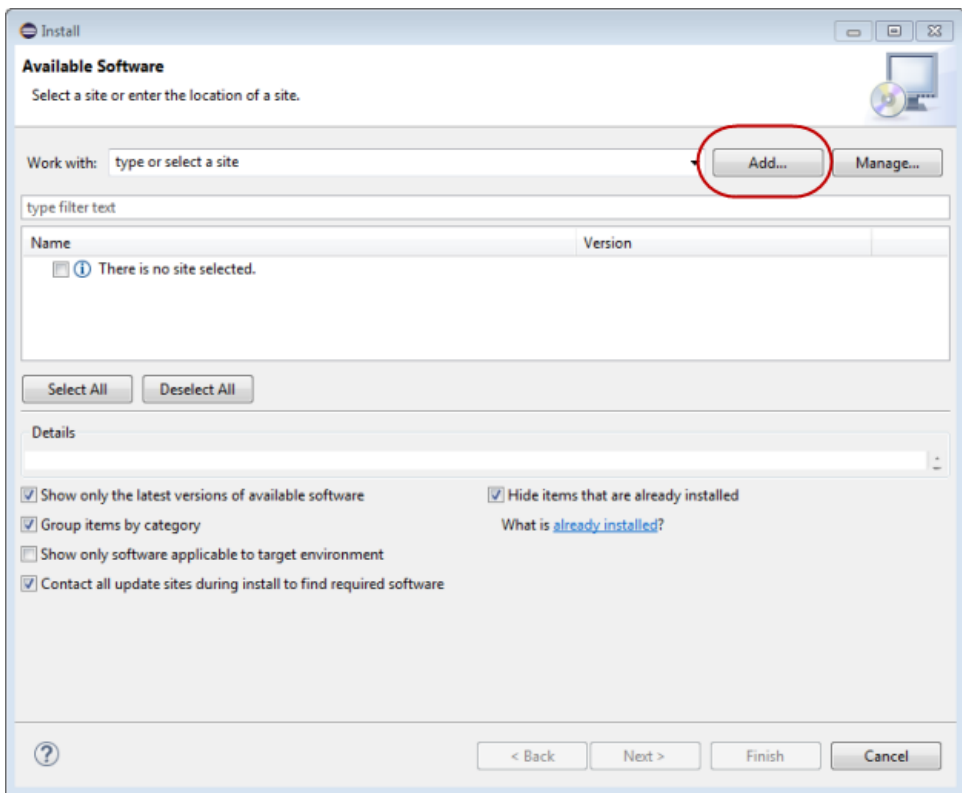 Install
Available Software
Select a site or enter the location of a site.
Work with: type or select a site Add... Manage...
type filter text
Name Version
There is no site selected.
Select All Deselect All
Details
Show only the latest versions of available software Hide items that are already installed
Group items by category What is already installed?
Show only software applicable to target environment
Contact all update sites during install to find required software
? < Back Next > Finish Cancel